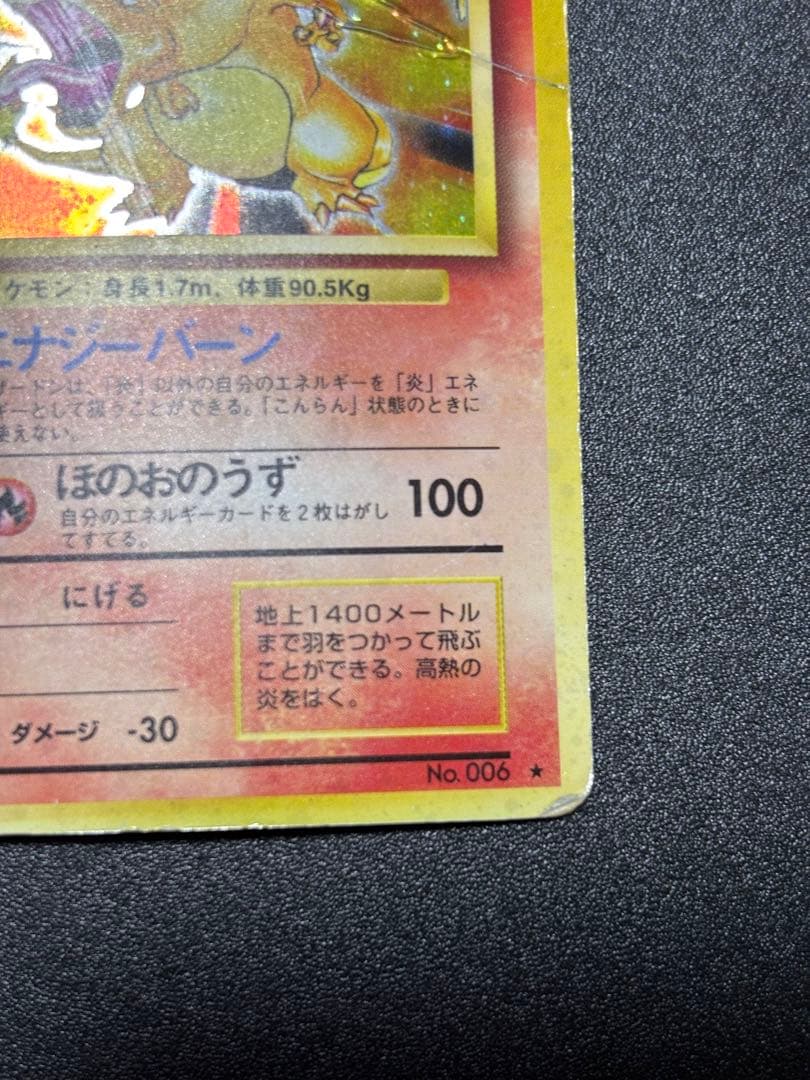 ケモン:身長1.7m、体重90.5Kg
エナジーバーン
ザードンは、「炎」以外の自分のエネルギーを「炎」エネ
ギーとして扱うことができる。「こんらん」状態のときに
使えない。
ほのおのうず 100
自分のエネルギーカードを2枚はがし
てすてる。
にげる
地上1400メートル
まで羽をつかって飛ぶ
ことができる。高熱の
炎をはく。
ダメージ -30
No.006 ★